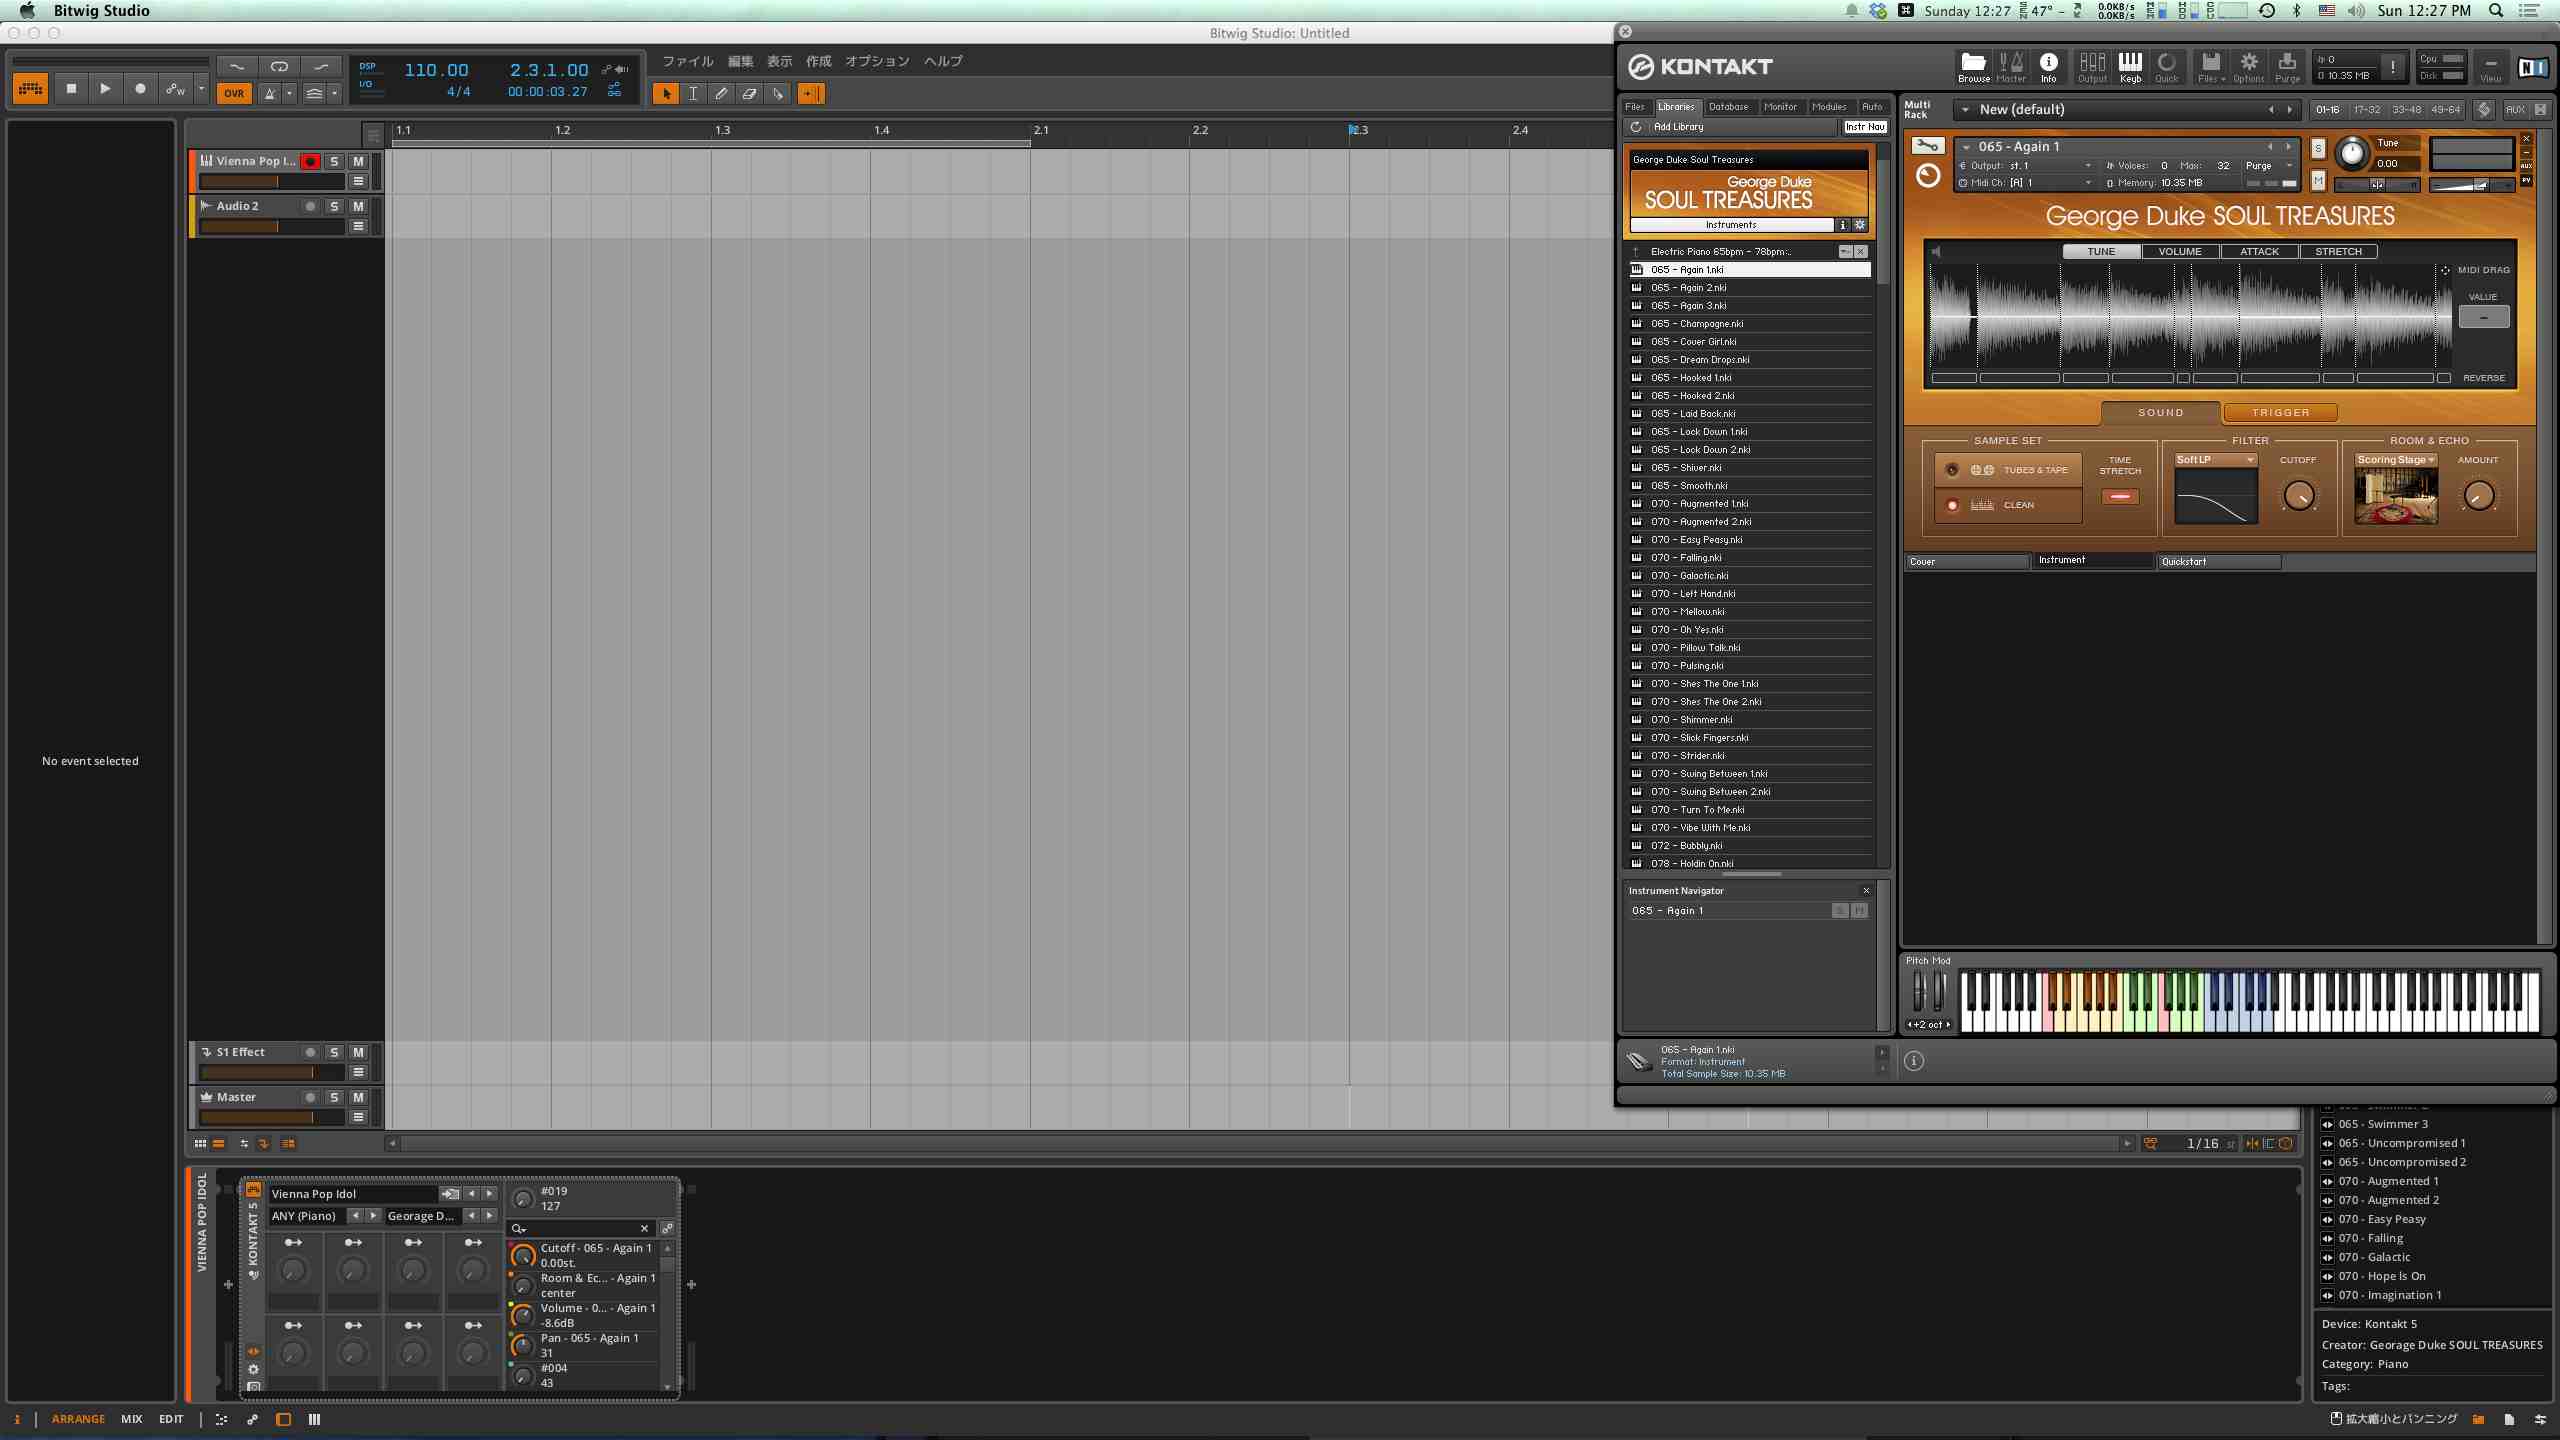 Bitwig Studio
Sunday 12:27
47°
0.0KB/s
0.0KB/s
Sun 12:27 PM
Bitwig Studio: Untitled
OVR
DSP
I/O
110.00
4/4
2.3.1.00
00:00:03.27
ファイル 編集 表示 作成 オプション ヘルプ
1.1 1.2 1.3 1.4 2.1 2.2 2.3 2.4
Vienna Pop I... S M
Audio 2 S M
No event selected
S1 Effect S M
Master S M
1/16
KONTAKT
Browse Master Info Output Keyb Quick Files Options Purge
0
10.35 MB
!
Cpu
Disk
View
Files Libraries Database Monitor Modules Auto
Add Library
Instr Nav
George Duke Soul Treasures
George Duke
SOUL TREASURES
Instruments
Electric Piano 65bpm - 78bpm:..
065 - Again 1.nki
065 - Again 2.nki
065 - Again 3.nki
065 - Champagne.nki
065 - Cover Girl.nki
065 - Dream Drops.nki
065 - Hooked 1.nki
065 - Hooked 2.nki
065 - Laid Back.nki
065 - Lock Down 1.nki
065 - Lock Down 2.nki
065 - Shiver.nki
065 - Smooth.nki
070 - Augmented 1.nki
070 - Augmented 2.nki
070 - Easy Peasy.nki
070 - Falling.nki
070 - Galactic.nki
070 - Left Hand.nki
070 - Mellow.nki
070 - Oh Yes.nki
070 - Pillow Talk.nki
070 - Pulsing.nki
070 - Shes The One 1.nki
070 - Shes The One 2.nki
070 - Shimmer.nki
070 - Slick Fingers.nki
070 - Strider.nki
070 - Swing Between 1.nki
070 - Swing Between 2.nki
070 - Turn To Me.nki
070 - Vibe With Me.nki
072 - Bubbly.nki
078 - Holdin On.nki
Instrument Navigator
065 - Again 1 S M
065 - Again 1.nki
Format: Instrument
Total Sample Size: 10.35 MB
Multi
Rack
New (default)
01-16 17-32 33-48 49-64 AUX
065 - Again 1
Output: st. 1 Voices: 0 Max: 32 Purge
Midi Ch: [A] 1 Memory: 10.35 MB
S
M
Tune
0.00
AUX
PV
George Duke SOUL TREASURES
TUNE VOLUME ATTACK STRETCH
MIDI DRAG
VALUE
REVERSE
SOUND TRIGGER
SAMPLE SET
TUBES & TAPE
CLEAN
TIME
STRETCH
FILTER
Soft LP
CUTOFF
ROOM & ECHO
Scoring Stage
AMOUNT
Cover Instrument Quickstart
Pitch Mod
+2 oct
VIENNA POP IDOL
KONTAKT 5
Vienna Pop Idol
ANY (Piano) Georage D...
#019
127
Cutoff - 065 - Again 1
0.00st.
Room & Ec... - Again 1
center
Volume - 0... - Again 1
-8.6dB
Pan - 065 - Again 1
31
#004
43
065 - Swimmer 3
065 - Uncompromised 1
065 - Uncompromised 2
070 - Augmented 1
070 - Augmented 2
070 - Easy Peasy
070 - Falling
070 - Galactic
070 - Hope Is On
070 - Imagination 1
Device: Kontakt 5
Creator: Georage Duke SOUL TREASURES
Category: Piano
Tags:
i ARRANGE MIX EDIT
拡大縮小とパンニング